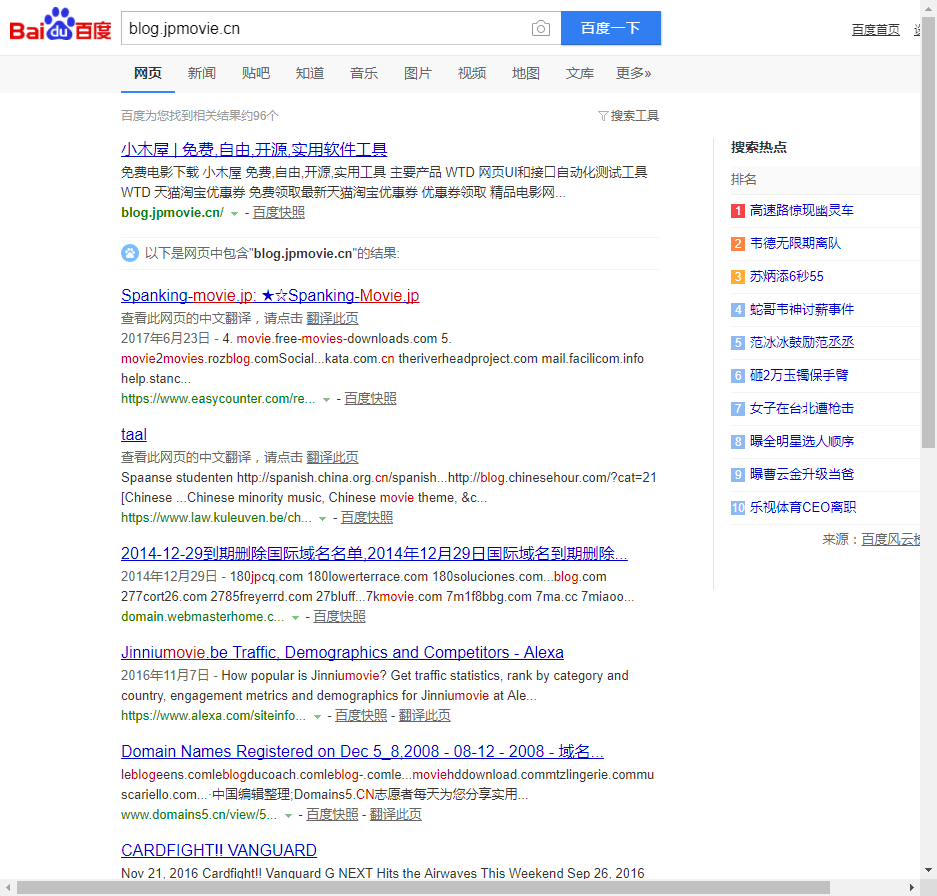 Bai du 百度
blog.jpmovie.cn
百度一下
百度首页
网页 新闻 贴吧 知道 音乐 图片 视频 地图 文库 更多»
百度为您找到相关结果约96个
搜索工具
小木屋 | 免费,自由,开源,实用软件工具
免费电影下载 小木屋 免费,自由,开源,实用工具 主要产品 WTD 网页UI和接口自动化测试工具
WTD 天猫淘宝优惠券 免费领取最新天猫淘宝优惠券 优惠券领取 精品电影网...
blog.jpmovie.cn/ - 百度快照
以下是网页中包含"blog.jpmovie.cn"的结果:
Spanking-movie.jp: ★☆Spanking-Movie.jp
查看此网页的中文翻译，请点击 翻译此页
2017年6月23日 - 4. movie.free-movies-downloads.com 5.
movie2movies.rozblog.comSocial...kata.com.cn theriverheadproject.com mail.facilicom.info
help.stanc...
https://www.easycounter.com/re... - 百度快照
taal
查看此网页的中文翻译，请点击 翻译此页
Spaanse studenten http://spanish.china.org.cn/spanish...http://blog.chinesehour.com/?cat=21
[Chinese ...Chinese minority music, Chinese movie theme, &c...
https://www.law.kuleuven.be/ch... - 百度快照
2014-12-29到期删除国际域名名单,2014年12月29日国际域名到期删除...
2014年12月29日 - 180jpcq.com 180lowerterrace.com 180soluciones.com...blog.com
277cort26.com 2785freyerrd.com 27bluff...7kmovie.com 7m1f8bbg.com 7ma.cc 7miaoo...
domain.webmasterhome.c... - 百度快照
Jinniumovie.be Traffic, Demographics and Competitors - Alexa
2016年11月7日 - How popular is Jinniumovie? Get traffic statistics, rank by category and
country, engagement metrics and demographics for Jinniumovie at Ale...
https://www.alexa.com/siteinfo... - 百度快照 - 翻译此页
Domain Names Registered on Dec 5_8,2008 - 08-12 - 2008 - 域名...
leblogeens.comleblogducoach.comleblog-.comle...moviehddownload.commtzlingerie.commu
scariello.com...·中国编辑整理;Domains5.CN志愿者每天为您分享实用...
www.domains5.cn/view/5... - 百度快照 - 翻译此页
CARDFIGHT!! VANGUARD
Nov 21, 2016 Cardfight!! Vanguard G NEXT Hits the Airwaves This Weekend Sep 26, 2016
搜索热点
排名
1 高速路惊现幽灵车
2 韦德无限期离队
3 苏炳添6秒55
4 蛇哥韦神讨薪事件
5 范冰冰鼓励范丞丞
6 砸2万玉镯保手臂
7 女子在台北遭枪击
8 曝全明星选人顺序
9 曝曹云金升级当爸
10 乐视体育CEO离职
来源：百度风云榜